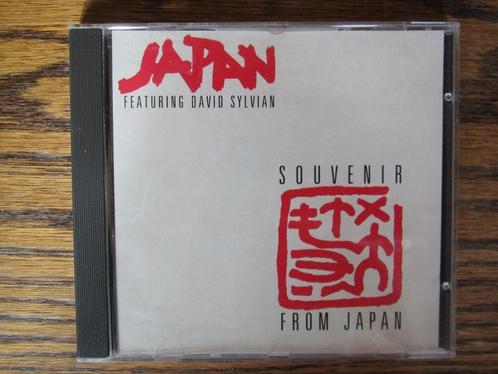 JAPAN
FEATURING DAVID SYLVIAN
SOUVENIR
FROM JAPAN